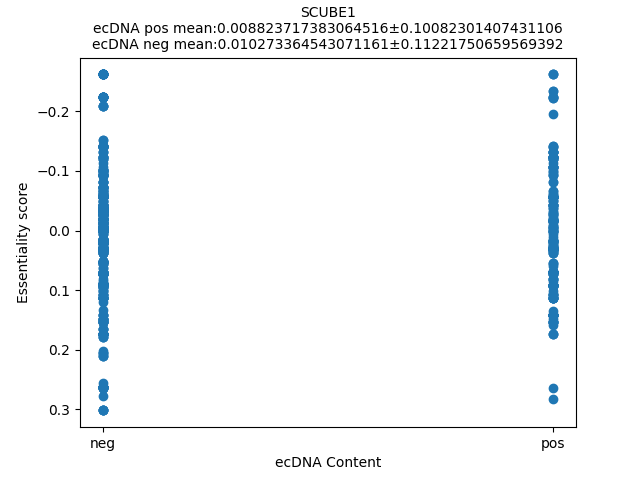 SCUBE1
ecDNA pos mean:0.008823717383064516±0.10082301407431106
ecDNA neg mean:0.010273364543071161±0.11221750659569392
−0.2
−0.1
0.0
0.1
0.2
0.3
Essentiality score
neg
pos
ecDNA Content